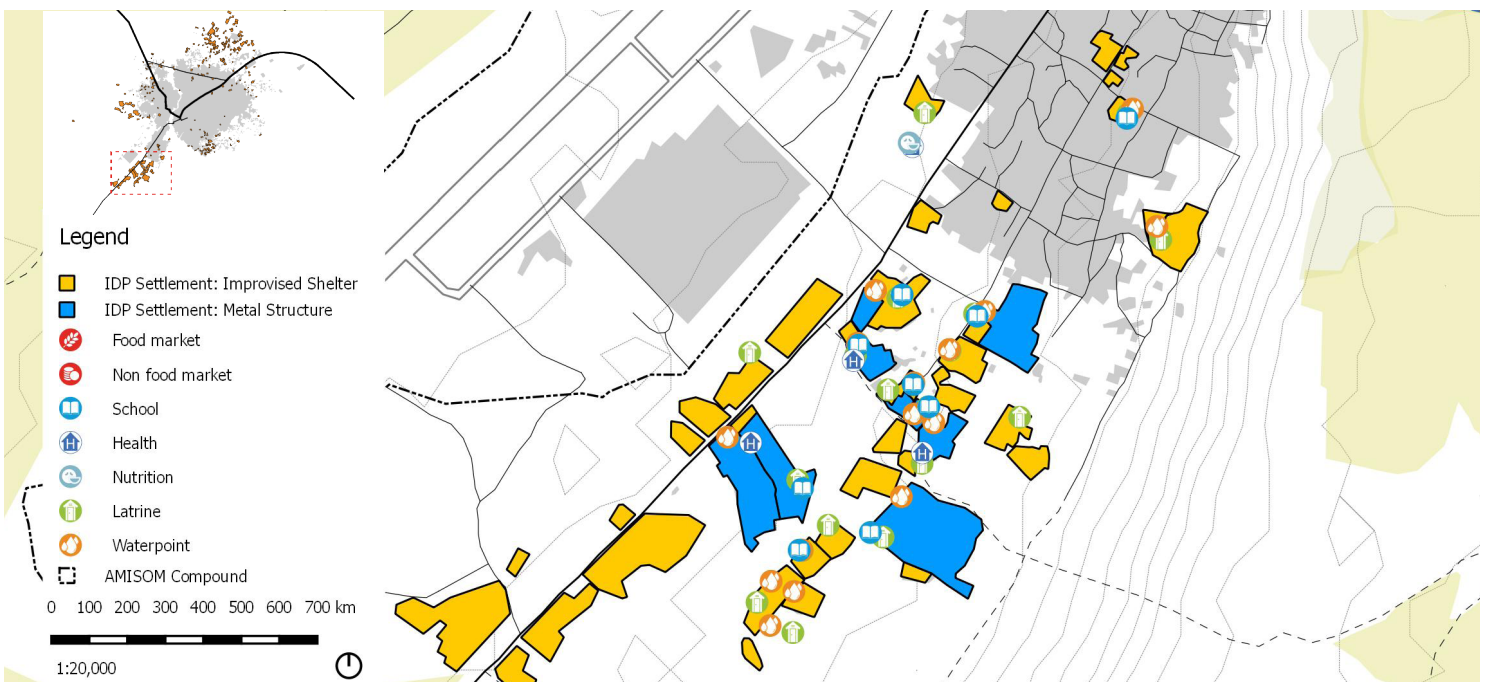 Legend
IDP Settlement: Improvised Shelter
IDP Settlement: Metal Structure
Food market
Non food market
School
Health
Nutrition
Latrine
Waterpoint
AMISOM Compound
0 100 200 300 400 500 600 700 km
1:20,000